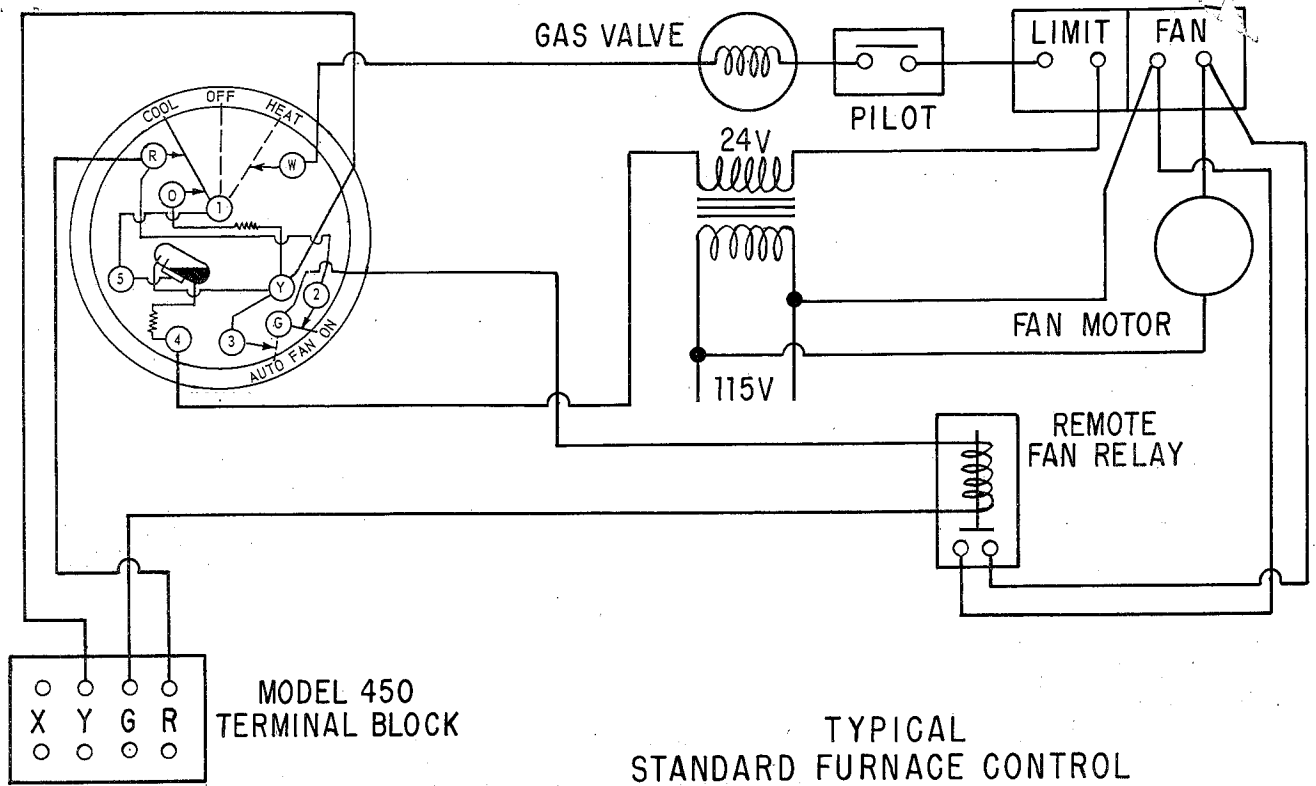 GAS VALVE
LIMIT
FAN
PILOT
COOL
OFF
HEAT
R
W
O
1
24V
5
Y
2
G
3
4
AUTO FAN ON
FAN MOTOR
115V
REMOTE
FAN RELAY
X Y G R
MODEL 450
TERMINAL BLOCK
TYPICAL
STANDARD FURNACE CONTROL